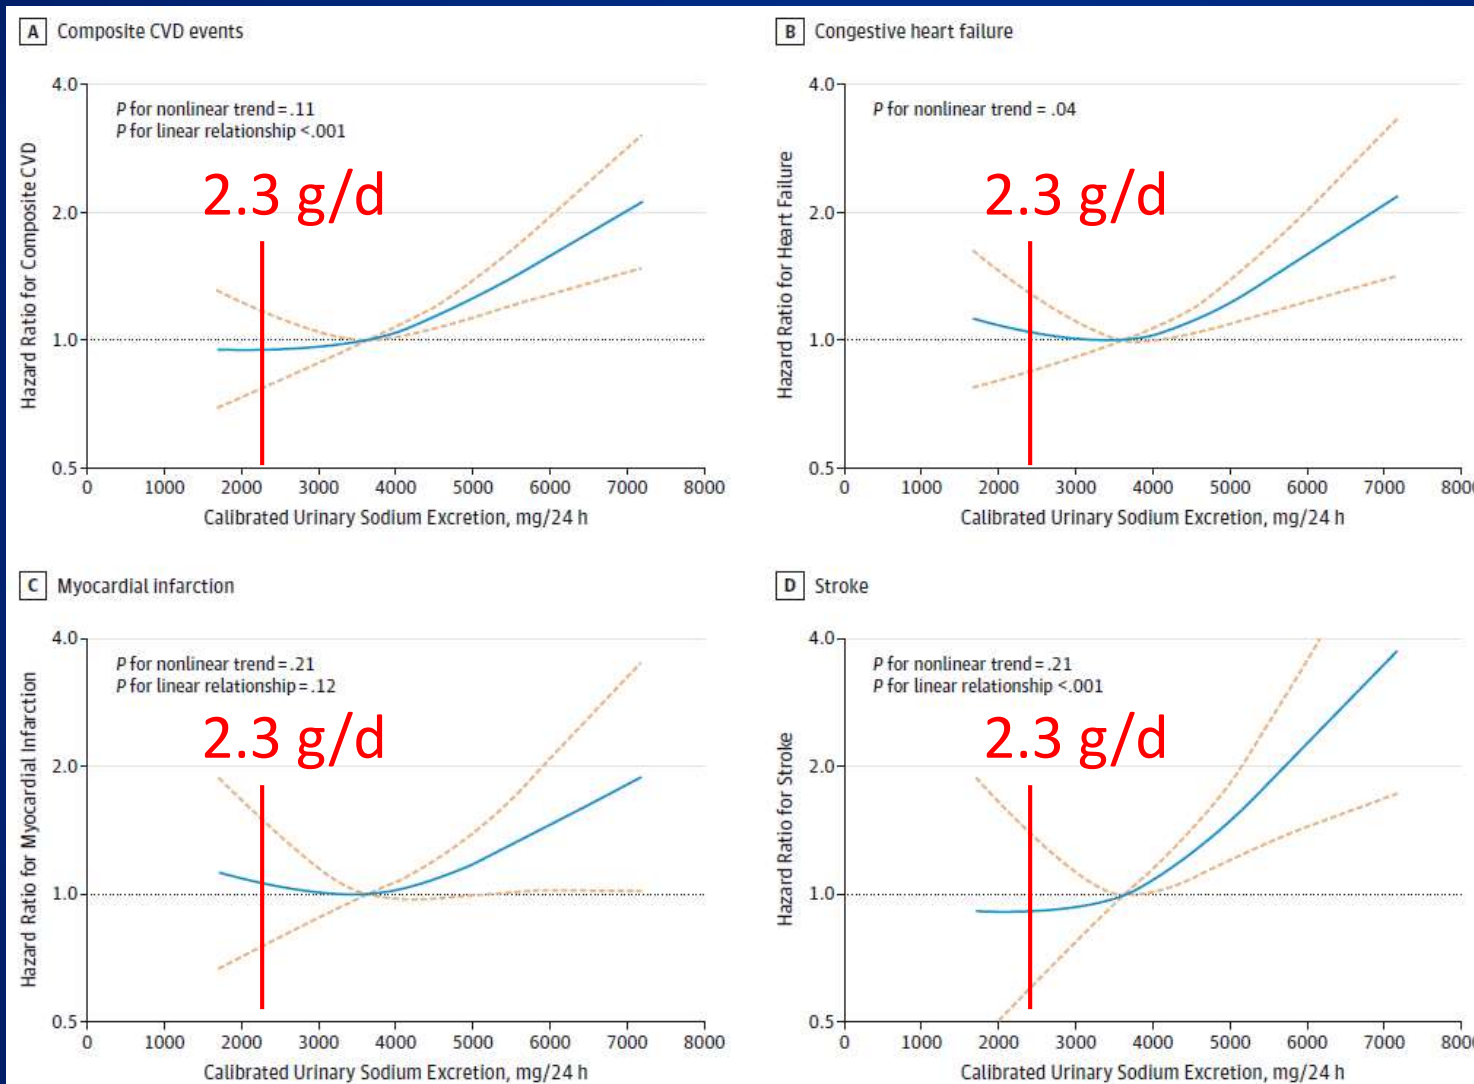 A Composite CVD events
4.0
2.0
1.0
0.5
Hazard Ratio for Composite CVD
P for nonlinear trend = .11
P for linear relationship <.001
2.3 g/d
0 1000 2000 3000 4000 5000 6000 7000 8000
Calibrated Urinary Sodium Excretion, mg/24 h
B Congestive heart failure
4.0
2.0
1.0
0.5
Hazard Ratio for Heart Failure
P for nonlinear trend = .04
2.3 g/d
0 1000 2000 3000 4000 5000 6000 7000 800
Calibrated Urinary Sodium Excretion, mg/24 h
C Myocardial infarction
4.0
2.0
1.0
0.5
Hazard Ratio for Myocardial Infarction
P for nonlinear trend = .21
P for linear relationship = .12
2.3 g/d
0 1000 2000 3000 4000 5000 6000 7000 8000
Calibrated Urinary Sodium Excretion, mg/24 h
D Stroke
4.0
2.0
1.0
0.5
Hazard Ratio for Stroke
P for nonlinear trend = .21
P for linear relationship <.001
2.3 g/d
0 1000 2000 3000 4000 5000 6000 7000 800
Calibrated Urinary Sodium Excretion, mg/24 h